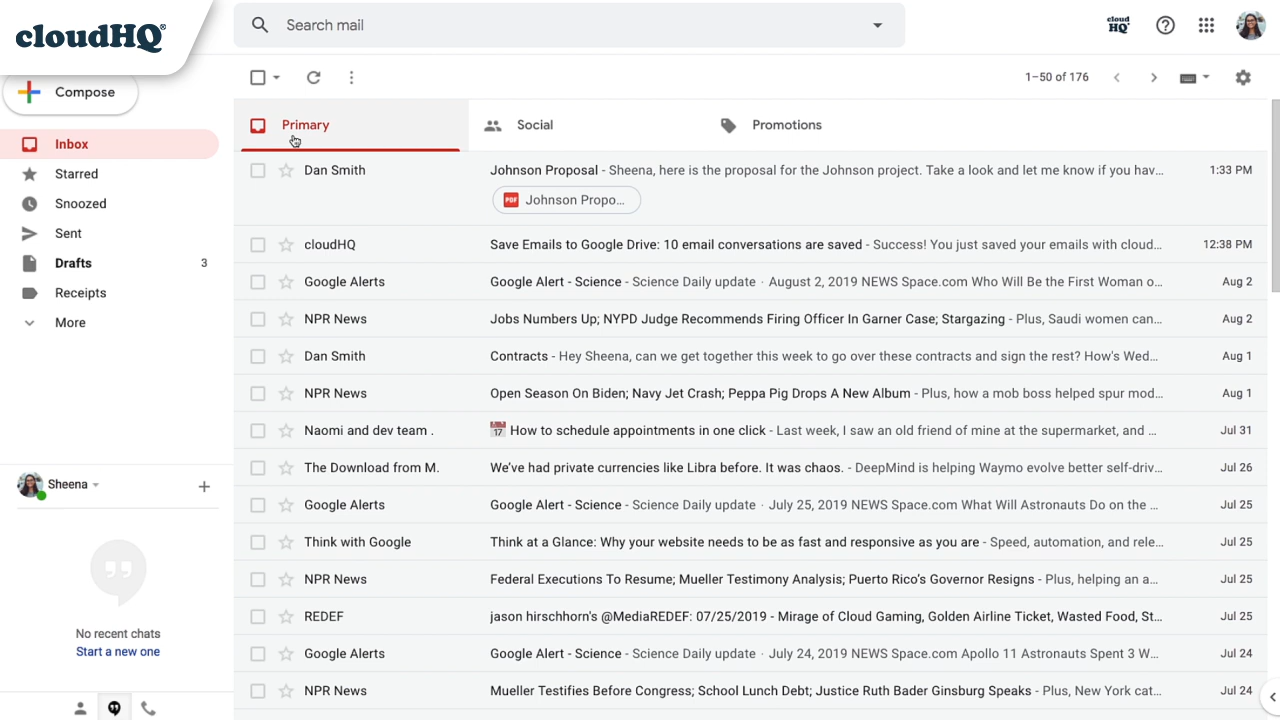 cloudHQ®
Search mail
cloud HQ
Compose
1–50 of 176
Primary
Social
Promotions
Inbox
Starred
Snoozed
Sent
Drafts 3
Receipts
More
Dan Smith Johnson Proposal - Sheena, here is the proposal for the Johnson project. Take a look and let me know if you hav... 1:33 PM
PDF Johnson Propo...
cloudHQ Save Emails to Google Drive: 10 email conversations are saved - Success! You just saved your emails with cloud... 12:38 PM
Google Alerts Google Alert - Science - Science Daily update · August 2, 2019 NEWS Space.com Who Will Be the First Woman o... Aug 2
NPR News Jobs Numbers Up; NYPD Judge Recommends Firing Officer In Garner Case; Stargazing - Plus, Saudi women can... Aug 2
Dan Smith Contracts - Hey Sheena, can we get together this week to go over these contracts and sign the rest? How's Wed... Aug 1
NPR News Open Season On Biden; Navy Jet Crash; Peppa Pig Drops A New Album - Plus, how a mob boss helped spur mod... Aug 1
Naomi and dev team . 17 How to schedule appointments in one click - Last week, I saw an old friend of mine at the supermarket, and ... Jul 31
The Download from M. We've had private currencies like Libra before. It was chaos. - DeepMind is helping Waymo evolve better self-driv... Jul 26
Google Alerts Google Alert - Science - Science Daily update · July 25, 2019 NEWS Space.com What Will Astronauts Do on the ... Jul 25
Think with Google Think at a Glance: Why your website needs to be as fast and responsive as you are - Speed, automation, and rele... Jul 25
NPR News Federal Executions To Resume; Mueller Testimony Analysis; Puerto Rico's Governor Resigns - Plus, helping an a... Jul 25
REDEF jason hirschhorn's @MediaREDEF: 07/25/2019 - Mirage of Cloud Gaming, Golden Airline Ticket, Wasted Food, St... Jul 25
Google Alerts Google Alert - Science - Science Daily update · July 24, 2019 NEWS Space.com Apollo 11 Astronauts Spent 3 W... Jul 24
NPR News Mueller Testifies Before Congress; School Lunch Debt; Justice Ruth Bader Ginsburg Speaks - Plus, New York cat... Jul 24
Sheena
No recent chats
Start a new one